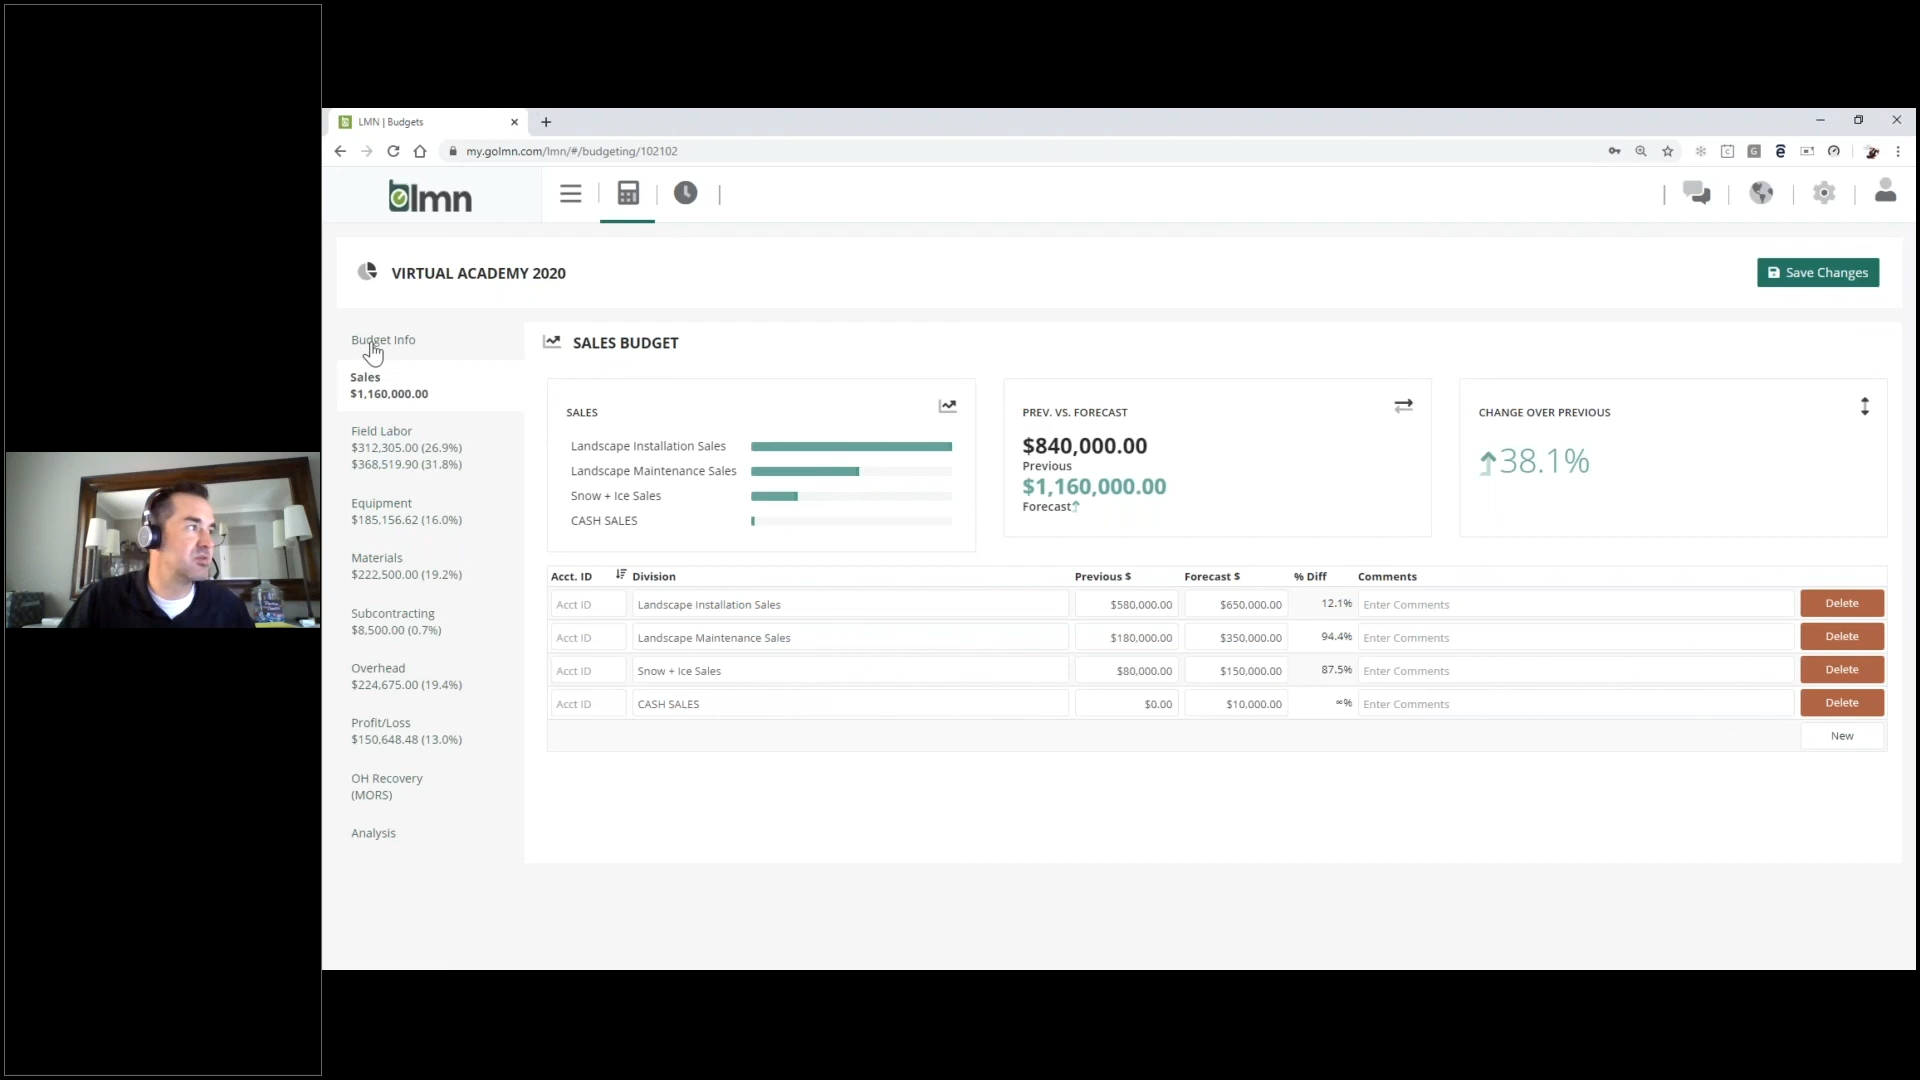 LMN | Budgets
my.golmn.com/lmn/#/budgeting/102102
lmn
VIRTUAL ACADEMY 2020
Save Changes
Budget Info
Sales
$1,160,000.00
Field Labor
$312,305.00 (26.9%)
$368,519.90 (31.8%)
Equipment
$185,156.62 (16.0%)
Materials
$222,500.00 (19.2%)
Subcontracting
$8,500.00 (0.7%)
Overhead
$224,675.00 (19.4%)
Profit/Loss
$150,648.48 (13.0%)
OH Recovery
(MORS)
Analysis
SALES BUDGET
SALES
Landscape Installation Sales
Landscape Maintenance Sales
Snow + Ice Sales
CASH SALES
PREV. VS. FORECAST
$840,000.00
Previous
$1,160,000.00
Forecast
CHANGE OVER PREVIOUS
38.1%
Acct. ID Division Previous $ Forecast $ % Diff Comments
Acct ID Landscape Installation Sales $580,000.00 $650,000.00 12.1% Enter Comments Delete
Acct ID Landscape Maintenance Sales $180,000.00 $350,000.00 94.4% Enter Comments Delete
Acct ID Snow + Ice Sales $80,000.00 $150,000.00 87.5% Enter Comments Delete
Acct ID CASH SALES $0.00 $10,000.00 ∞% Enter Comments Delete
New